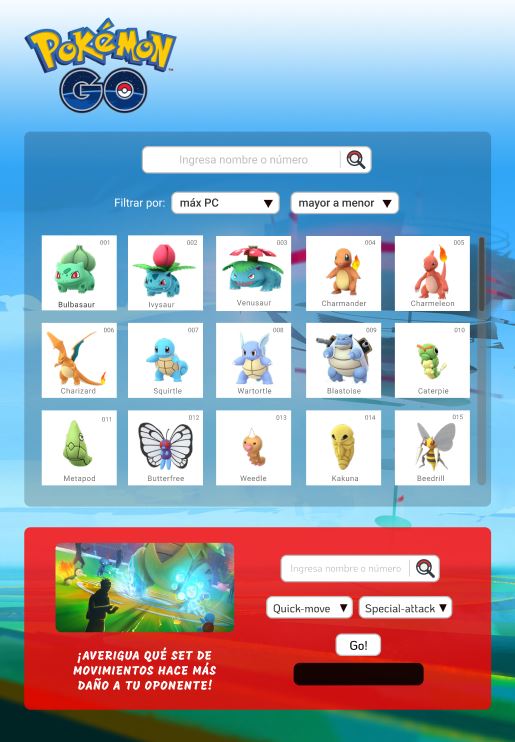 POKÉMON
GO
Ingresa nombre o número
Filtrar por: máx PC mayor a menor
001 002 003 004 005
Bulbasaur Ivysaur Venusaur Charmander Charmeleon
006 007 008 009 010
Charizard Squirtle Wartortle Blastoise Caterpie
011 012 013 014 015
Metapod Butterfree Weedle Kakuna Beedrill
Ingresa nombre o número
Quick-move Special-attack
Go!
¡AVERIGUA QUÉ SET DE
MOVIMIENTOS HACE MÁS
DAÑO A TU OPONENTE!